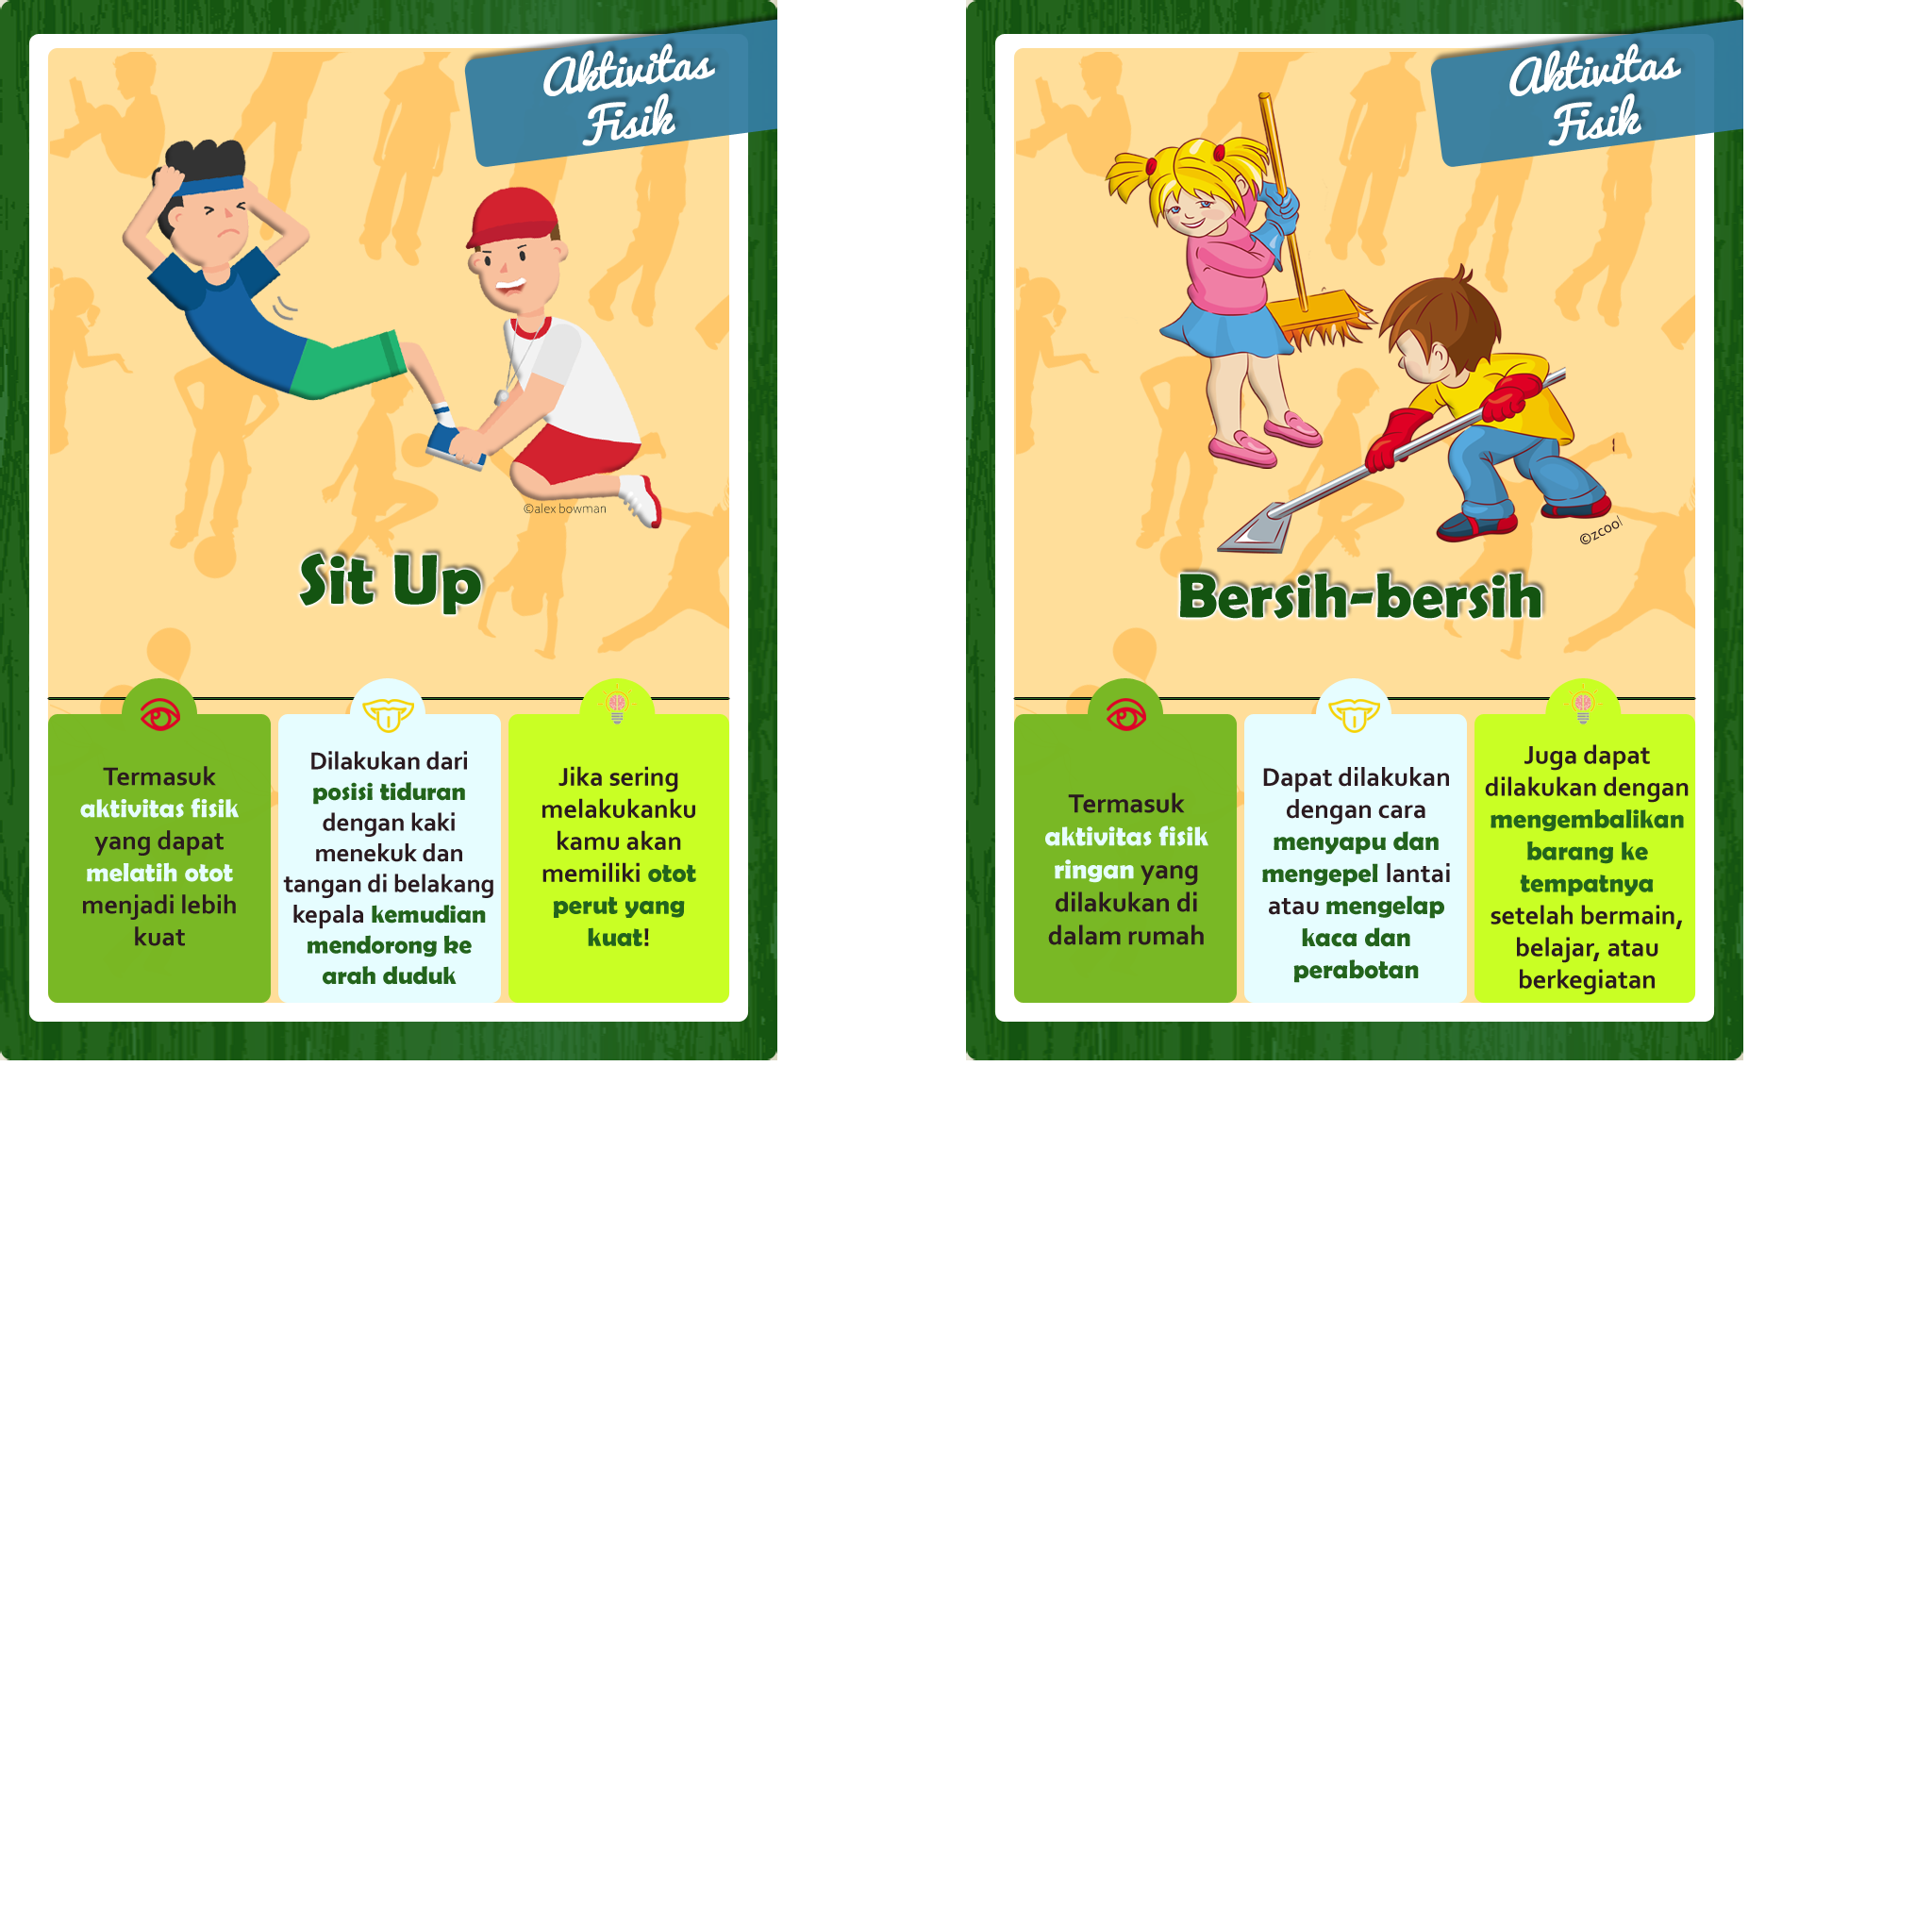 Aktivitas
Fisik
©alex bowman
Sit Up
Termasuk
aktivitas fisik
yang dapat
melatih otot
menjadi lebih
kuat
Dilakukan dari
posisi tiduran
dengan kaki
menekuk dan
tangan di belakang
kepala kemudian
mendorong ke
arah duduk
Jika sering
melakukanku
kamu akan
memiliki otot
perut yang
kuat!
Aktivitas
Fisik
©zcool
Bersih-bersih
Termasuk
aktivitas fisik
ringan yang
dilakukan di
dalam rumah
Dapat dilakukan
dengan cara
menyapu dan
mengepel lantai
atau mengelap
kaca dan
perabotan
Juga dapat
dilakukan dengan
mengembalikan
barang ke
tempatnya
setelah bermain,
belajar, atau
berkegiatan